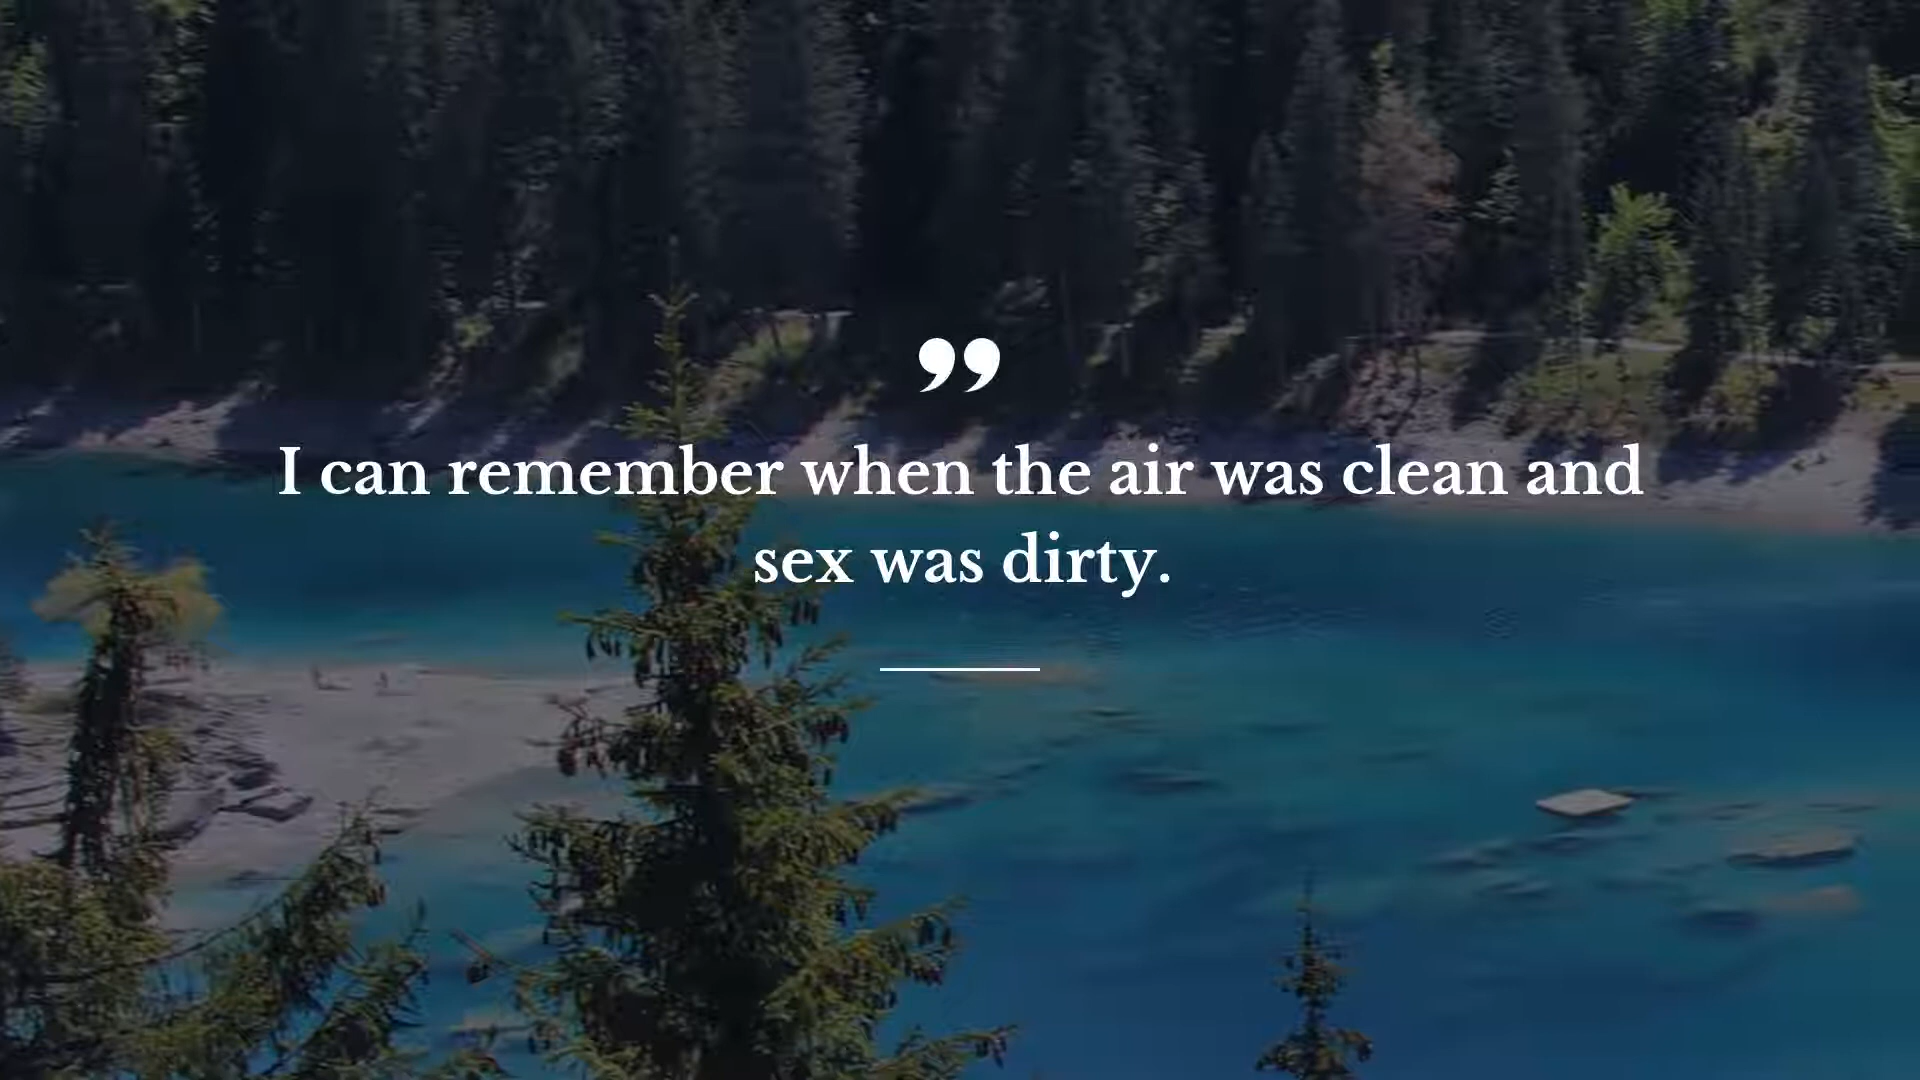 ”
I can remember when the air was clean and
sex was dirty.